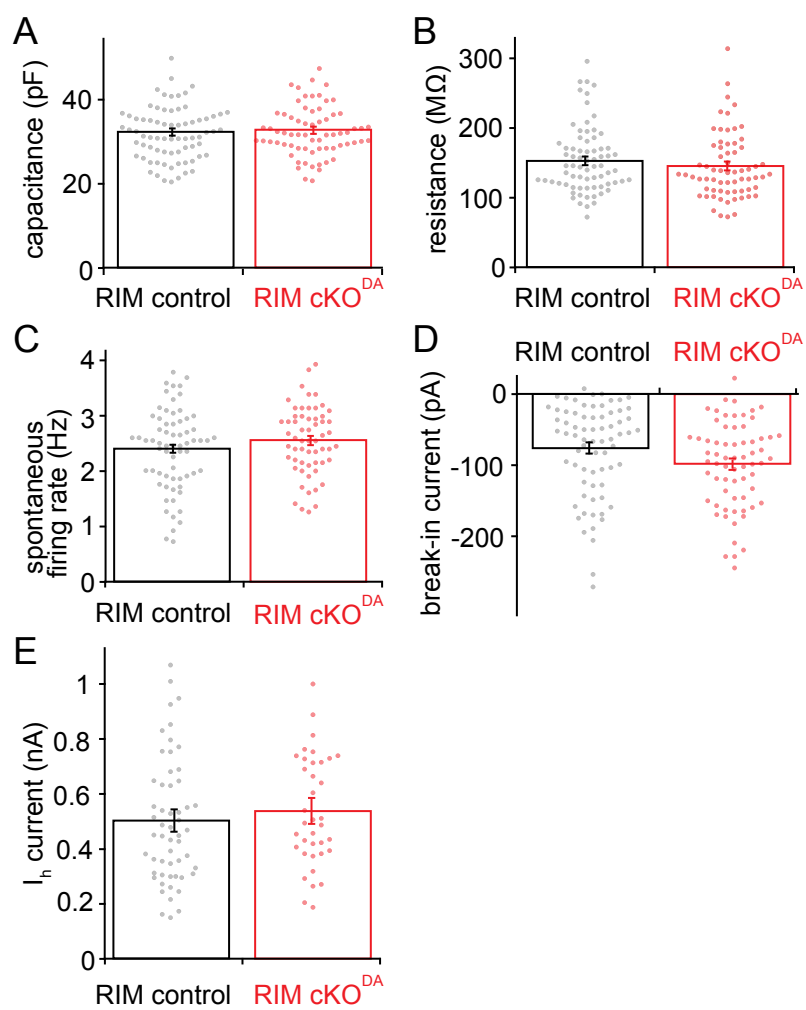 A
capacitance (pF)
40
20
0
RIM control
RIM cKO^DA
B
resistance (MΩ)
300
200
100
0
RIM control
RIM cKO^DA
C
spontaneous
firing rate (Hz)
4
3
2
1
0
RIM control
RIM cKO^DA
D
RIM control
RIM cKO^DA
break-in current (pA)
0
-100
-200
E
I_h current (nA)
1
0.8
0.6
0.4
0.2
0
RIM control
RIM cKO^DA